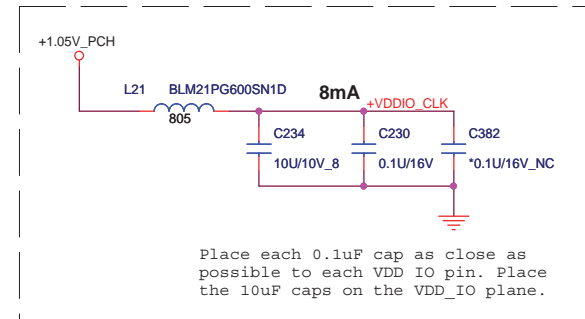 +1.05V_PCH
L21 BLM21PG600SN1D
805
8mA
+VDDIO_CLK
C234 C230 C382
10U/10V_8 0.1U/16V *0.1U/16V_NC
Place each 0.1uF cap as close as
possible to each VDD IO pin. Place
the 10uF caps on the VDD_IO plane.